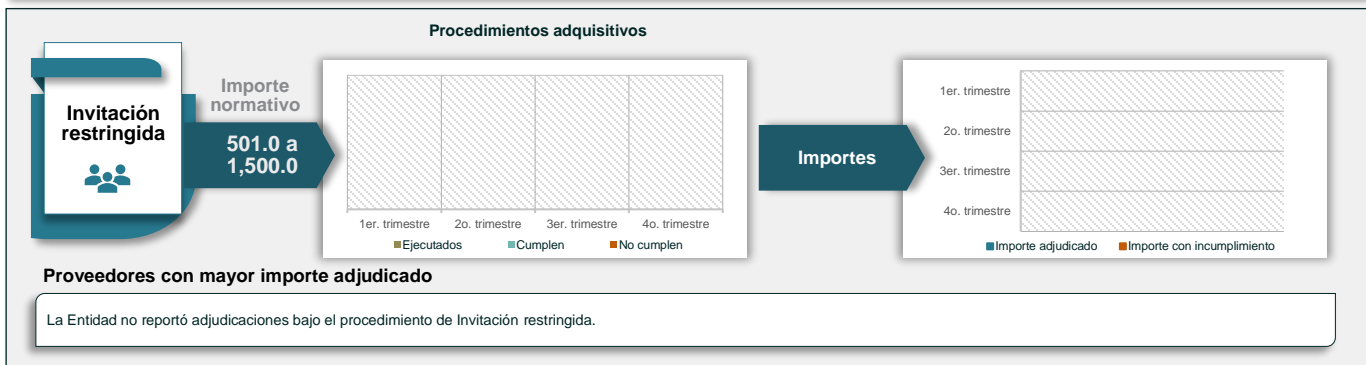 Procedimientos adquisitivos
Invitación
restringida
Importe
normativo
501.0 a
1,500.0
1er. trimestre
2o. trimestre
3er. trimestre
4o. trimestre
Ejecutados
Cumplen
No cumplen
Importes
1er. trimestre
2o. trimestre
3er. trimestre
4o. trimestre
Importe adjudicado
Importe con incumplimiento
Proveedores con mayor importe adjudicado
La Entidad no reportó adjudicaciones bajo el procedimiento de Invitación restringida.